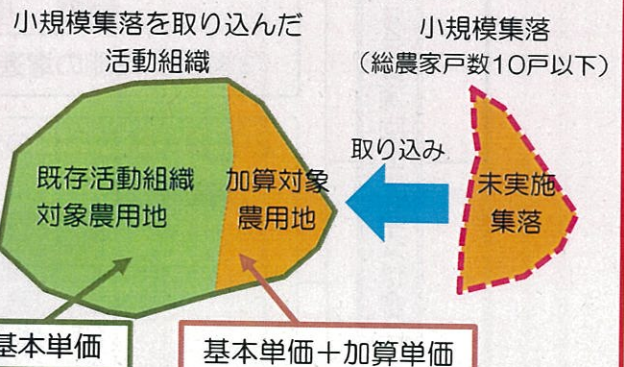 小規模集落を取り込んだ
活動組織
小規模集落
（総農家戸数10戸以下）
取り込み
既存活動組織
対象農用地
加算対象
農用地
未実施
集落
基本単価
基本単価＋加算単価